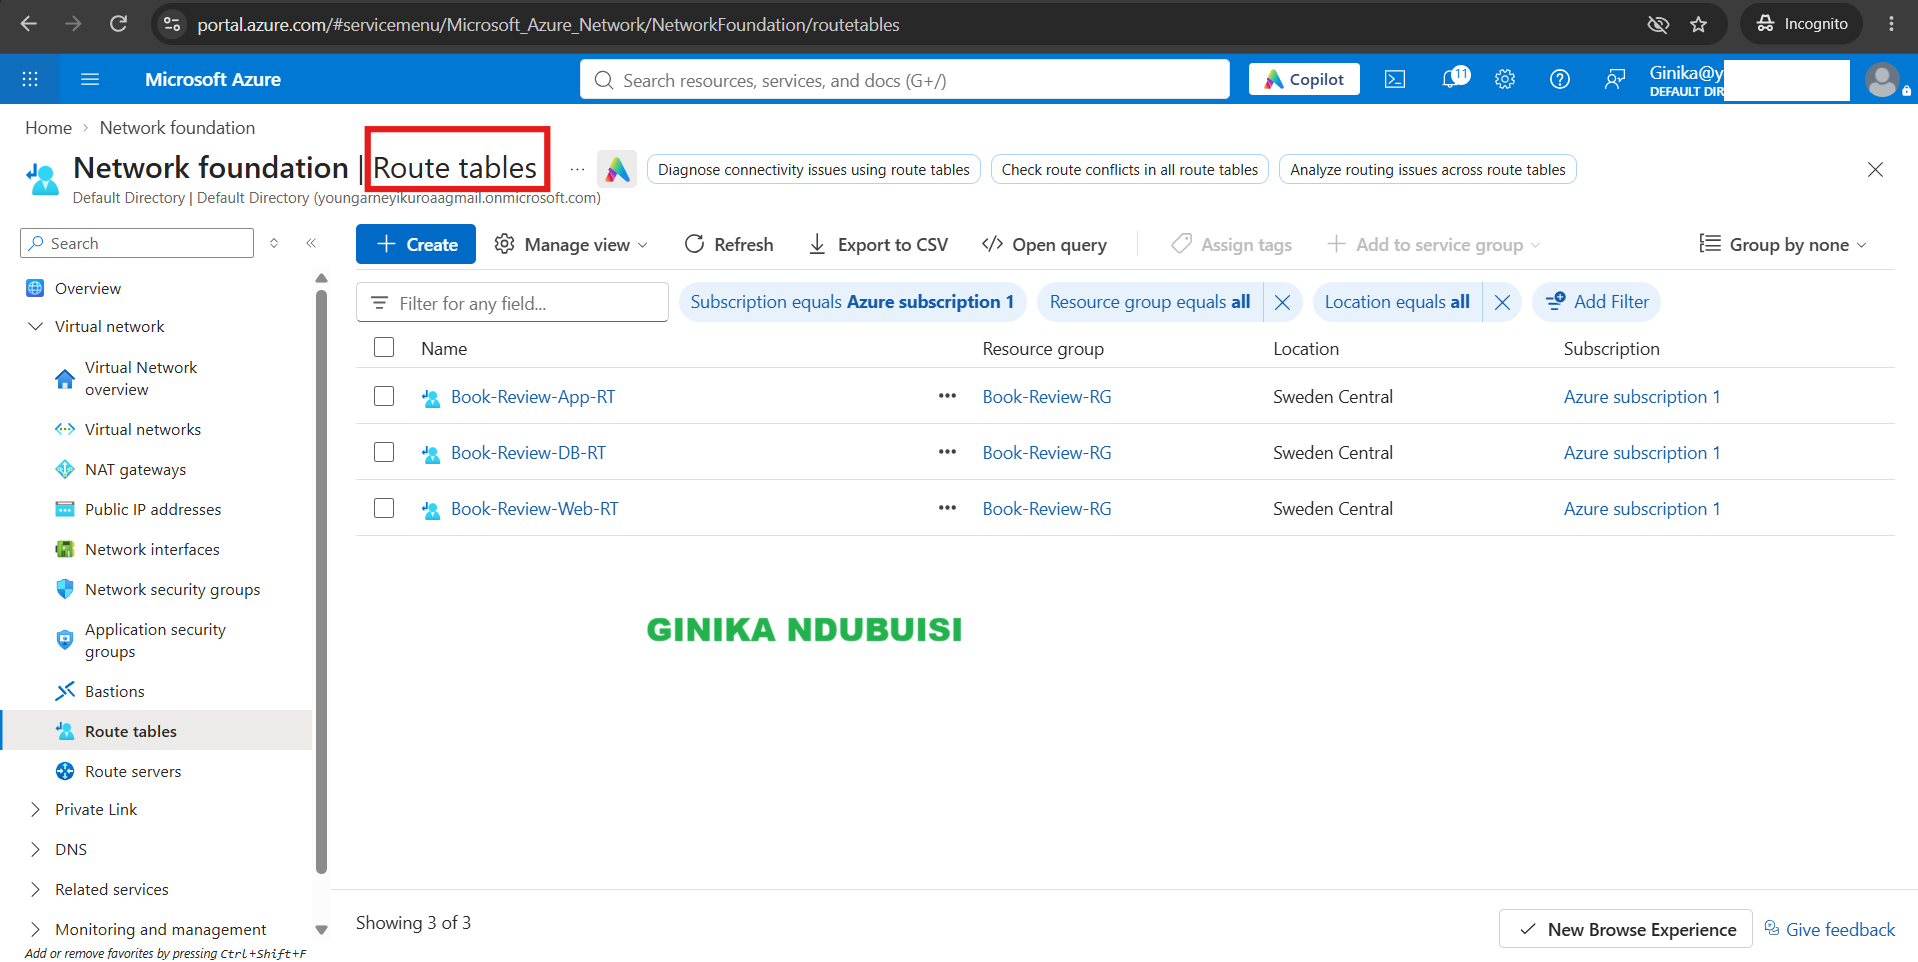 portal.azure.com/#servicemenu/Microsoft_Azure_Network/NetworkFoundation/routetables
Incognito
Microsoft Azure
Search resources, services, and docs (G+/)
Copilot
11
Ginika@y
DEFAULT DIR
Home > Network foundation
Network foundation | Route tables
...
Diagnose connectivity issues using route tables
Check route conflicts in all route tables
Analyze routing issues across route tables
Default Directory | Default Directory (youngarneyikuroaagmail.onmicrosoft.com)
Search
Overview
Virtual network
Virtual Network
overview
Virtual networks
NAT gateways
Public IP addresses
Network interfaces
Network security groups
Application security
groups
Bastions
Route tables
Route servers
Private Link
DNS
Related services
Monitoring and management
Add or remove favorites by pressing Ctrl+Shift+F
Create
Manage view
Refresh
Export to CSV
Open query
Assign tags
Add to service group
Group by none
Filter for any field...
Subscription equals Azure subscription 1
Resource group equals all
Location equals all
Add Filter
Name Resource group Location Subscription
Book-Review-App-RT ... Book-Review-RG Sweden Central Azure subscription 1
Book-Review-DB-RT ... Book-Review-RG Sweden Central Azure subscription 1
Book-Review-Web-RT ... Book-Review-RG Sweden Central Azure subscription 1
GINIKA NDUBUISI
Showing 3 of 3
New Browse Experience
Give feedback